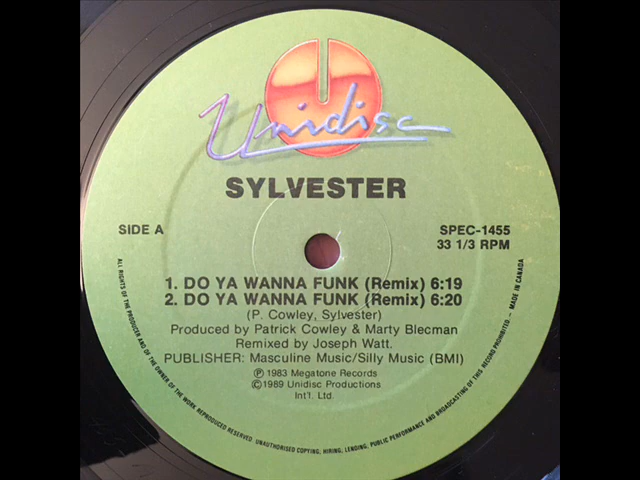 Unidisc
SYLVESTER
SIDE A
SPEC-1455
33 1/3 RPM
1. DO YA WANNA FUNK (Remix) 6:19
2. DO YA WANNA FUNK (Remix) 6:20
(P. Cowley, Sylvester)
Produced by Patrick Cowley & Marty Blecman
Remixed by Joseph Watt.
PUBLISHER: Masculine Music/Silly Music (BMI)
Ⓟ 1983 Megatone Records
©1989 Unidisc Productions
Int'l. Ltd.
ALL RIGHTS OF THE PRODUCER AND OF THE OWNER OF THE WORK REPRODUCED RESERVED. UNAUTHORISED COPYING, HIRING, LENDING, PUBLIC PERFORMANCE AND BROADCASTING OF THIS RECORD PROHIBITED. – MADE IN CANADA